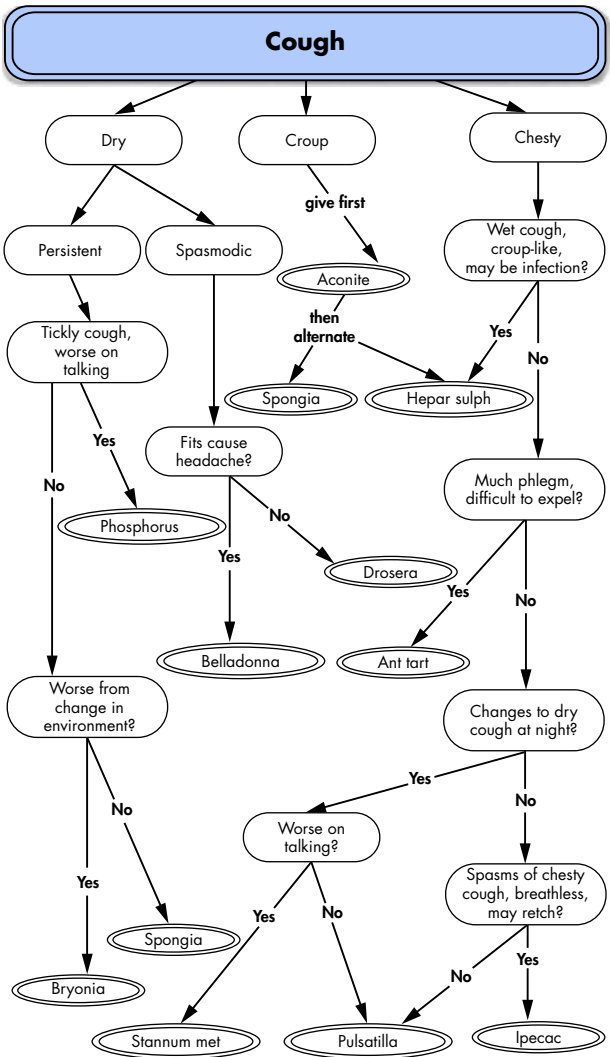 Cough
Dry
Croup
Chesty
give first
Persistent
Spasmodic
Wet cough,
croup-like,
may be infection?
Aconite
then
alternate
Tickly cough,
worse on
talking
Yes
No
Spongia
Hepar sulph
Yes
Fits cause
headache?
No
Much phlegm,
difficult to expel?
Phosphorus
No
Yes
Drosera
Yes
No
Belladonna
Ant tart
Worse from
change in
environment?
Changes to dry
cough at night?
Yes
No
No
Worse on
talking?
Yes
Spasms of chesty
cough, breathless,
may retch?
Yes
No
Spongia
Yes
No
Bryonia
Stannum met
Pulsatilla
Ipecac